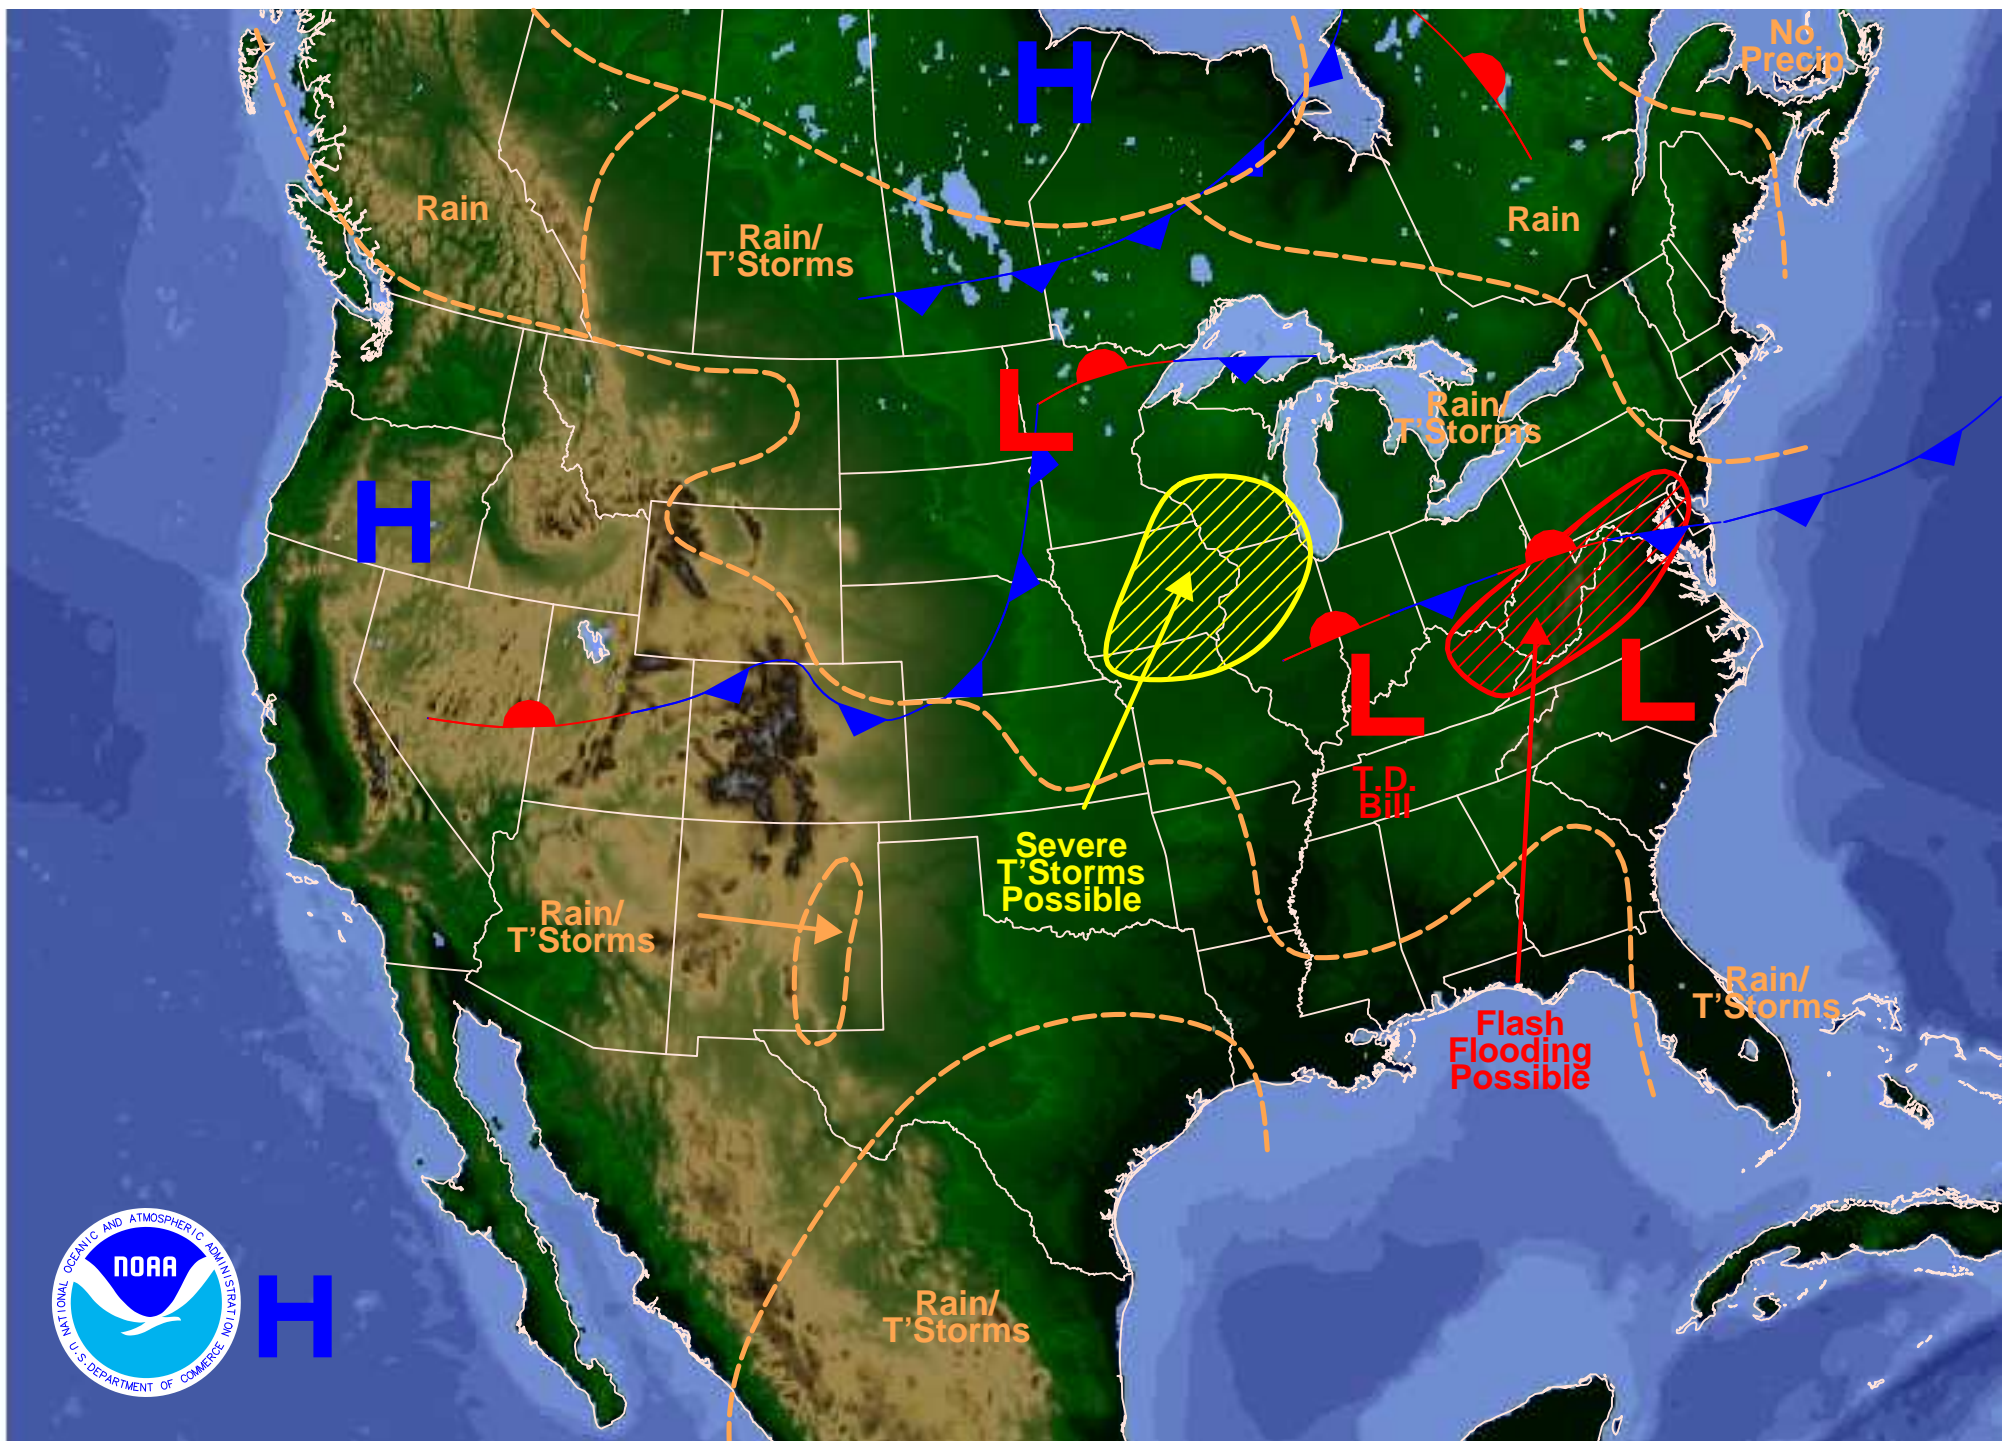 No
Precip
H
Rain
Rain
Rain/
T'Storms
L
Rain/
T'Storms
H
L
L
T.D.
Bill
Severe
T'Storms
Possible
Rain/
T'Storms
Rain/
T'Storms
Flash
Flooding
Possible
NATIONAL OCEANIC AND ATMOSPHERIC ADMINISTRATION
NOAA
U.S. DEPARTMENT OF COMMERCE
H
Rain/
T'Storms